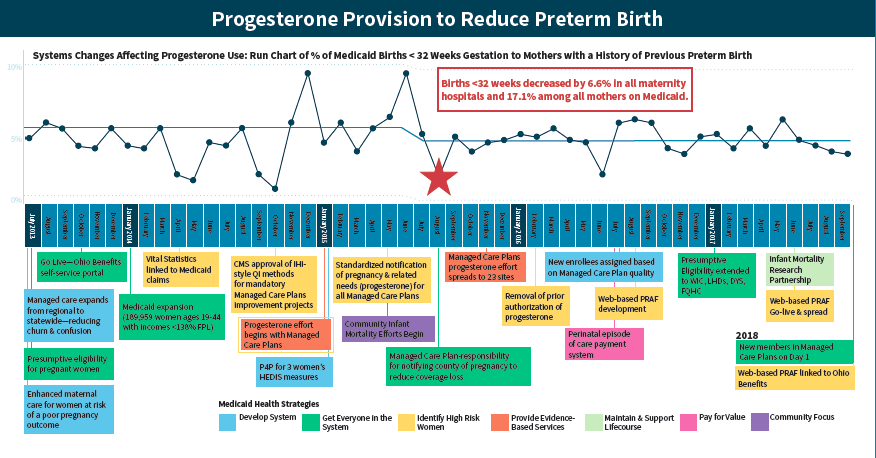 Progesterone Provision to Reduce Preterm Birth
Systems Changes Affecting Progesterone Use: Run Chart of % of Medicaid Births < 32 Weeks Gestation to Mothers with a History of Previous Preterm Birth
10%
Births <32 weeks decreased by 6.6% in all maternity
hospitals and 17.1% among all mothers on Medicaid.
5%
0%
July 2013
August
September
October
November
December
January 2014
February
March
April
May
June
July
August
September
October
November
December
January 2015
February
March
April
May
June
July
August
September
October
November
December
January 2016
February
March
April
May
June
July
August
September
October
November
December
January 2017
February
March
April
May
June
July
August
September
Go Live—Ohio Benefits
self-service portal
Managed care expands
from regional to
statewide—reducing
churn & confusion
Presumptive eligibility
for pregnant women
Enhanced maternal
care for women at risk
of a poor pregnancy
outcome
Vital Statistics
linked to Medicaid
claims
Medicaid expansion
(189,959 women ages 19-44
with incomes <138% FPL)
CMS approval of IHI-
style QI methods
for mandatory
Managed Care Plans
improvement projects
Progesterone effort
begins with Managed
Care Plans
P4P for 3 women's
HEDIS measures
Standardized notification
of pregnancy & related
needs (progesterone) for
all Managed Care Plans
Community Infant
Mortality Efforts Begin
Managed Care Plan-responsibility
for notifying county of pregnancy to
reduce coverage loss
Managed Care Plans
progesterone effort
spreads to 23 sites
Removal of prior
authorization of
progesterone
New enrollees assigned based
on Managed Care Plan quality
Web-based PRAF
development
Perinatal episode
of care payment
system
Presumptive
Eligibility extended
to WIC, LHDs, DYS,
FQHC
Infant Mortality
Research
Partnership
Web-based PRAF
Go-live & spread
2018
New members in Managed
Care Plans on Day 1
Web-based PRAF linked to Ohio
Benefits
Medicaid Health Strategies
Develop System
Get Everyone in the
System
Identify High Risk
Women
Provide Evidence-
Based Services
Maintain & Support
Lifecourse
Pay for Value
Community Focus